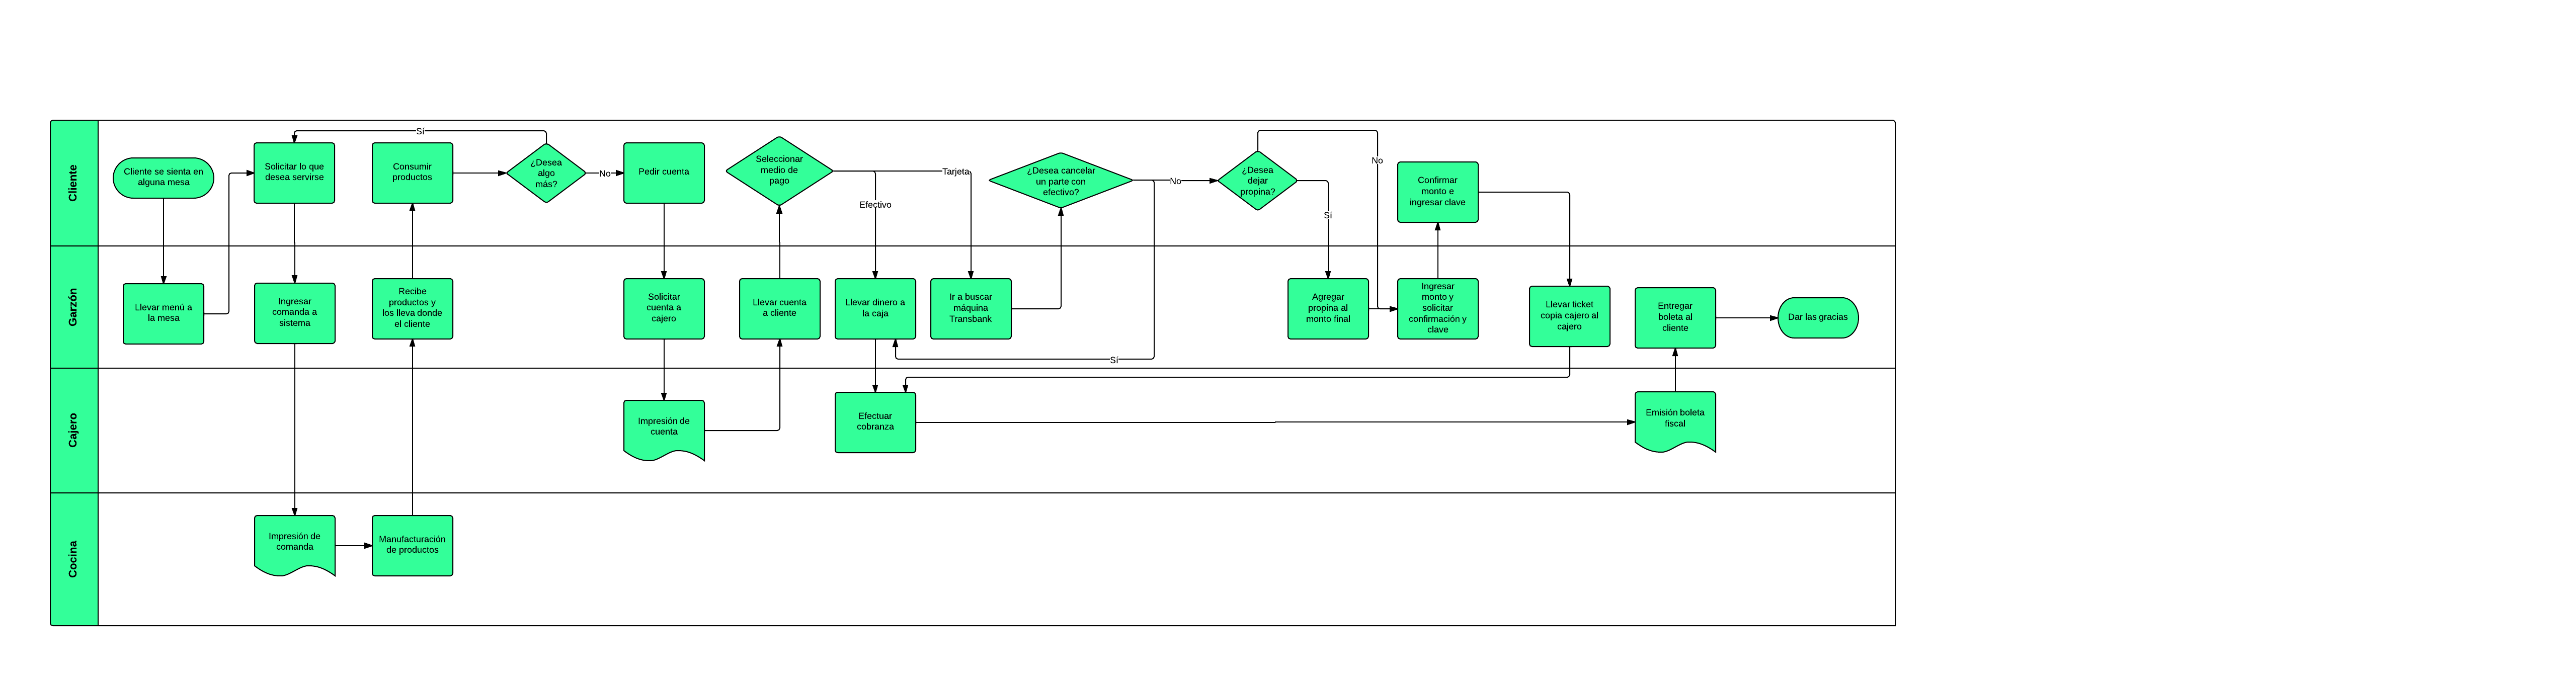 Cliente
Cliente se sienta en
alguna mesa
Solicitar lo que
desea servirse
Sí
Consumir
productos
¿Desea
algo
más?
No
Pedir cuenta
Seleccionar
medio de
pago
Efectivo
Tarjeta
¿Desea cancelar
un parte con
efectivo?
No
¿Desea
dejar
propina?
Sí
No
Confirmar
monto e
ingresar clave
Garzón
Llevar menú a
la mesa
Ingresar
comanda a
sistema
Recibe
productos y
los lleva donde
el cliente
Solicitar
cuenta a
cajero
Llevar cuenta
a cliente
Llevar dinero a
la caja
Ir a buscar
máquina
Transbank
Sí
Agregar
propina al
monto final
Ingresar
monto y
solicitar
confirmación y
clave
Llevar ticket
copia cajero al
cajero
Entregar
boleta al
cliente
Dar las gracias
Cajero
Impresión de
cuenta
Efectuar
cobranza
Emisión boleta
fiscal
Cocina
Impresión de
comanda
Manufacturación
de productos